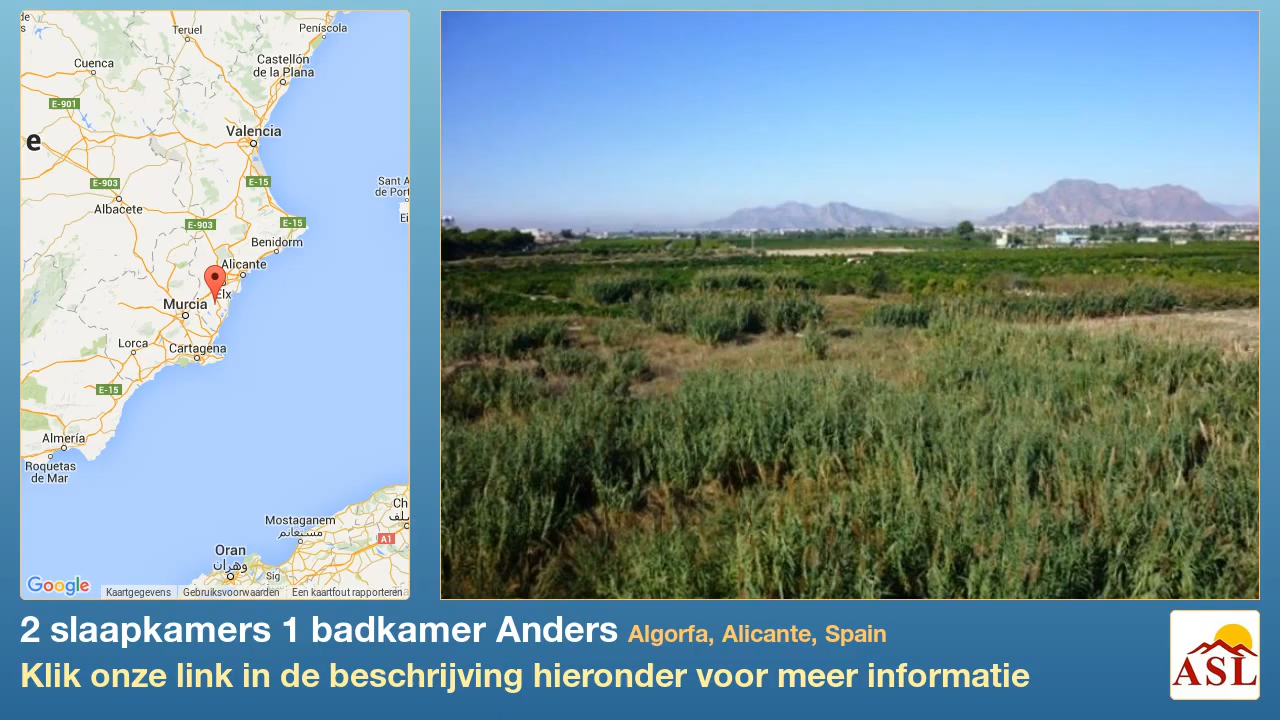 de
s
Teruel
Peníscola
Cuenca
Castellón
de la Plana
E-901
e
Valencia
E-903
E-15
Sant A
de Port
Albacete
Ei
E-903
E-15
Benidorm
Alicante
Elx
Murcia
Lorca
Cartagena
E-15
Almería
Roquetas
de Mar
Ch
Mostaganem
مستغانم
A1
Oran
وهران
Sig
Google
Kaartgegevens
Gebruiksvoorwaarden
Een kaartfout rapporteren
2 slaapkamers 1 badkamer Anders Algorfa, Alicante, Spain
Klik onze link in de beschrijving hieronder voor meer informatie
ASL